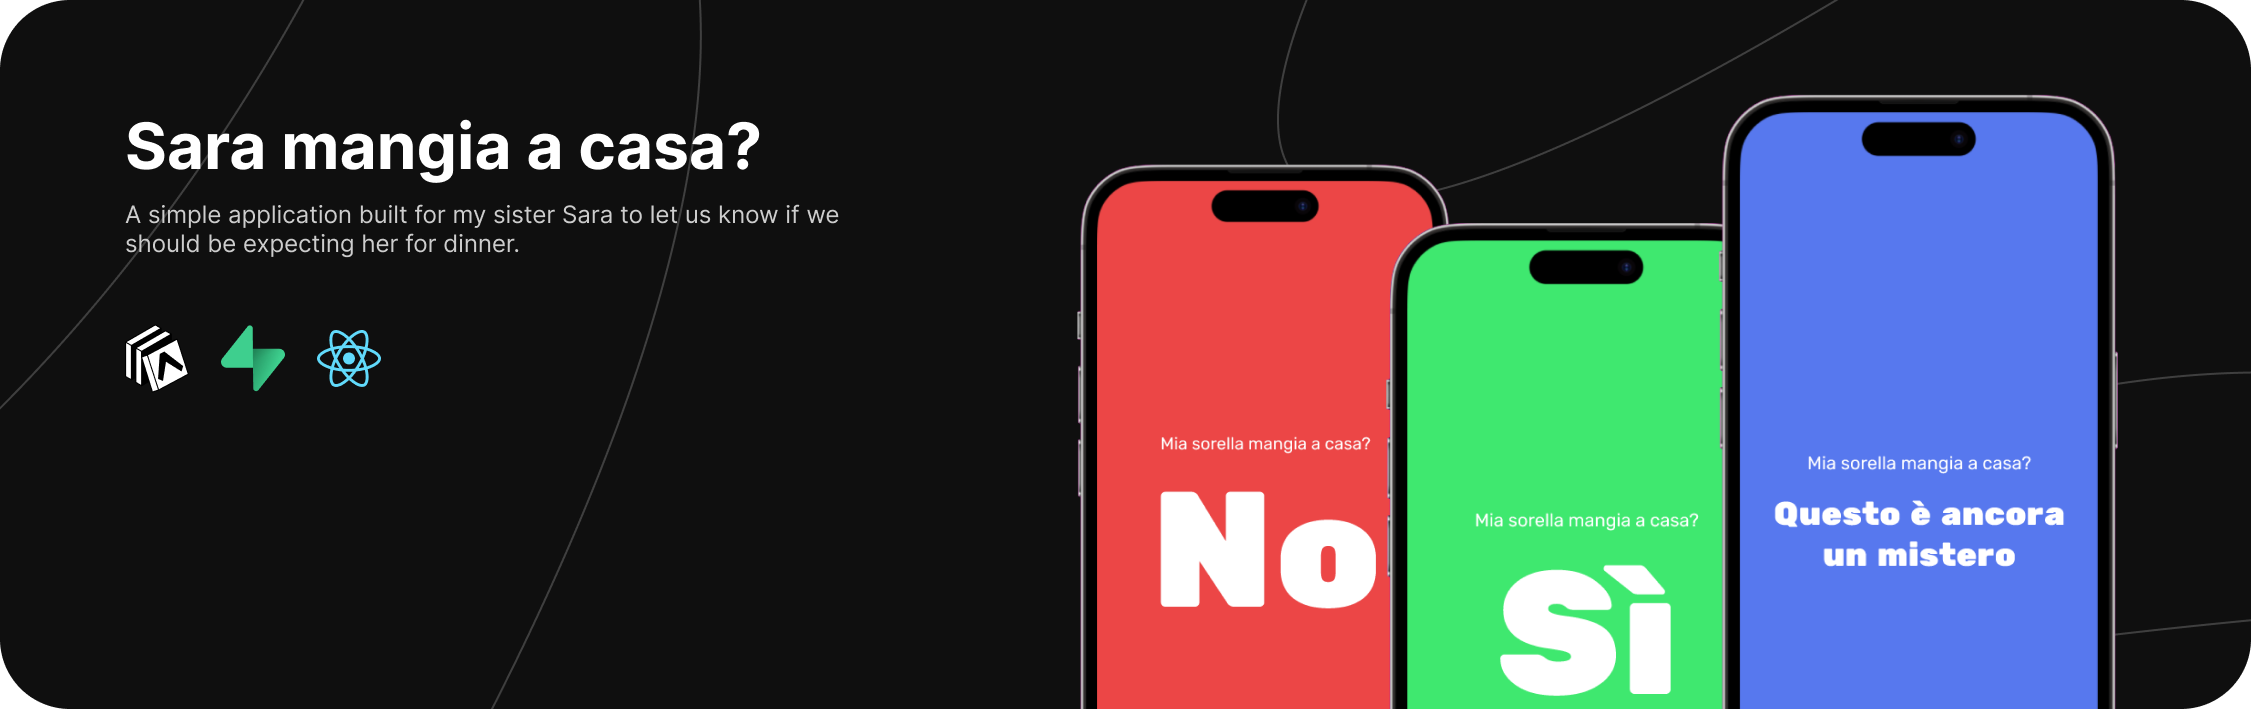 Sara mangia a casa?
A simple application built for my sister Sara to let us know if we
should be expecting her for dinner.
Mia sorella mangia a casa?
No
Mia sorella mangia a casa?
Sì
Mia sorella mangia a casa?
Questo è ancora
un mistero